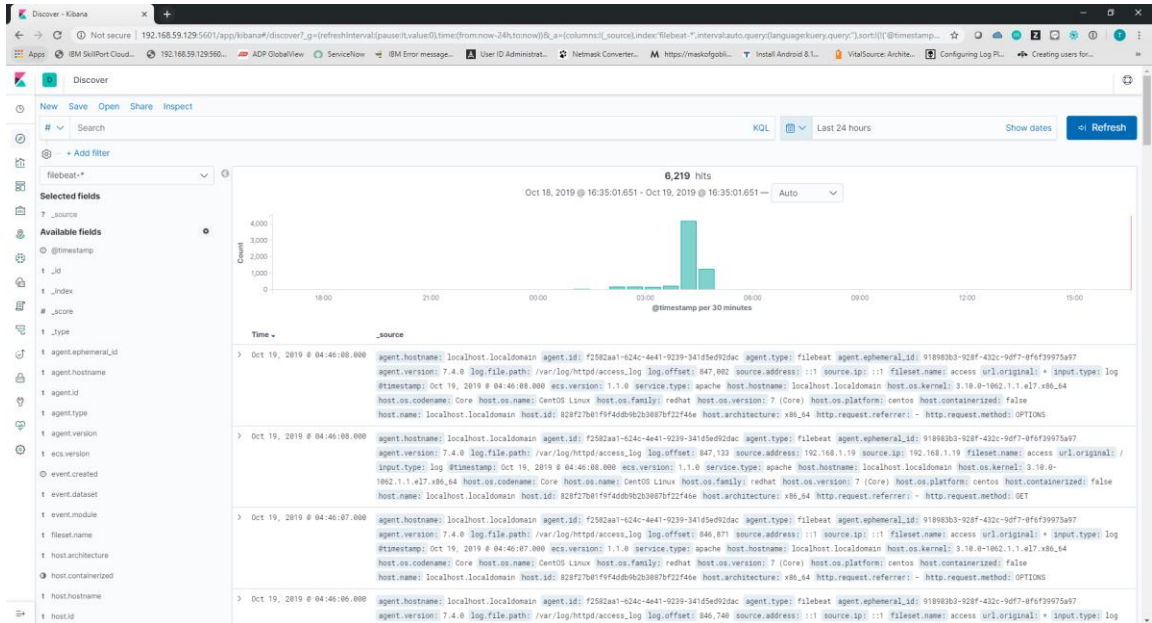 Discover - Kibana
Not secure | 192.168.59.129:5601/app/kibana#/discover?_g=(refreshInterval:(pause:!t,value:0),time:(from:now-24h,to:now))&_a=(columns:!(_source),index:'filebeat-*',interval:auto,query:(language:kuery,query:''),sort:!(!('@timestamp...
Apps IBM SkillPort Cloud... 192.168.59.129:560... ADP GlobalView ServiceNow IBM Error message... User ID Administrat... Netmask Converter... https://maskofgobli... Install Android 8.1... VitalSource: Archite... Configuring Log Pl... Creating users for...
D Discover
New Save Open Share Inspect
# Search KQL Last 24 hours Show dates Refresh
+ Add filter
filebeat-*
6,219 hits
Oct 18, 2019 @ 16:35:01.651 - Oct 19, 2019 @ 16:35:01.651 — Auto
Selected fields
? _source
Available fields
@timestamp
t _id
t _index
# _score
t _type
t agent.ephemeral_id
t agent.hostname
t agent.id
t agent.type
t agent.version
t ecs.version
event.created
t event.dataset
t event.module
t fileset.name
t host.architecture
host.containerized
t host.hostname
t host.id
Count
4,000
3,000
2,000
1,000
0
18:00 21:00 00:00 03:00 06:00 09:00 12:00 15:00
@timestamp per 30 minutes
Time _source
Oct 19, 2019 @ 04:46:08.000 agent.hostname: localhost.localdomain agent.id: f2582aa1-624c-4e41-9239-341d5ed92dac agent.type: filebeat agent.ephemeral_id: 918983b3-928f-432c-9df7-0f6f39975a97
agent.version: 7.4.0 log.file.path: /var/log/httpd/access_log log.offset: 847,002 source.address: ::1 source.ip: ::1 fileset.name: access url.original: * input.type: log
@timestamp: Oct 19, 2019 @ 04:46:08.000 ecs.version: 1.1.0 service.type: apache host.hostname: localhost.localdomain host.os.kernel: 3.10.0-1062.1.1.el7.x86_64
host.os.codename: Core host.os.name: CentOS Linux host.os.family: redhat host.os.version: 7 (Core) host.os.platform: centos host.containerized: false
host.name: localhost.localdomain host.id: 828f27b01f9f4ddb9b2b3087bf22f46e host.architecture: x86_64 http.request.referrer: - http.request.method: OPTIONS
Oct 19, 2019 @ 04:46:08.000 agent.hostname: localhost.localdomain agent.id: f2582aa1-624c-4e41-9239-341d5ed92dac agent.type: filebeat agent.ephemeral_id: 918983b3-928f-432c-9df7-0f6f39975a97
agent.version: 7.4.0 log.file.path: /var/log/httpd/access_log log.offset: 847,133 source.address: 192.168.1.19 source.ip: 192.168.1.19 fileset.name: access url.original: /
input.type: log @timestamp: Oct 19, 2019 @ 04:46:08.000 ecs.version: 1.1.0 service.type: apache host.hostname: localhost.localdomain host.os.kernel: 3.10.0-
1062.1.1.el7.x86_64 host.os.codename: Core host.os.name: CentOS Linux host.os.family: redhat host.os.version: 7 (Core) host.os.platform: centos host.containerized: false
host.name: localhost.localdomain host.id: 828f27b01f9f4ddb9b2b3087bf22f46e host.architecture: x86_64 http.request.referrer: - http.request.method: GET
Oct 19, 2019 @ 04:46:07.000 agent.hostname: localhost.localdomain agent.id: f2582aa1-624c-4e41-9239-341d5ed92dac agent.type: filebeat agent.ephemeral_id: 918983b3-928f-432c-9df7-0f6f39975a97
agent.version: 7.4.0 log.file.path: /var/log/httpd/access_log log.offset: 846,871 source.address: ::1 source.ip: ::1 fileset.name: access url.original: * input.type: log
@timestamp: Oct 19, 2019 @ 04:46:07.000 ecs.version: 1.1.0 service.type: apache host.hostname: localhost.localdomain host.os.kernel: 3.10.0-1062.1.1.el7.x86_64
host.os.codename: Core host.os.name: CentOS Linux host.os.family: redhat host.os.version: 7 (Core) host.os.platform: centos host.containerized: false
host.name: localhost.localdomain host.id: 828f27b01f9f4ddb9b2b3087bf22f46e host.architecture: x86_64 http.request.referrer: - http.request.method: OPTIONS
Oct 19, 2019 @ 04:46:06.000 agent.hostname: localhost.localdomain agent.id: f2582aa1-624c-4e41-9239-341d5ed92dac agent.type: filebeat agent.ephemeral_id: 918983b3-928f-432c-9df7-0f6f39975a97
agent.version: 7.4.0 log.file.path: /var/log/httpd/access_log log.offset: 846,740 source.address: ::1 source.ip: ::1 fileset.name: access url.original: * input.type: log